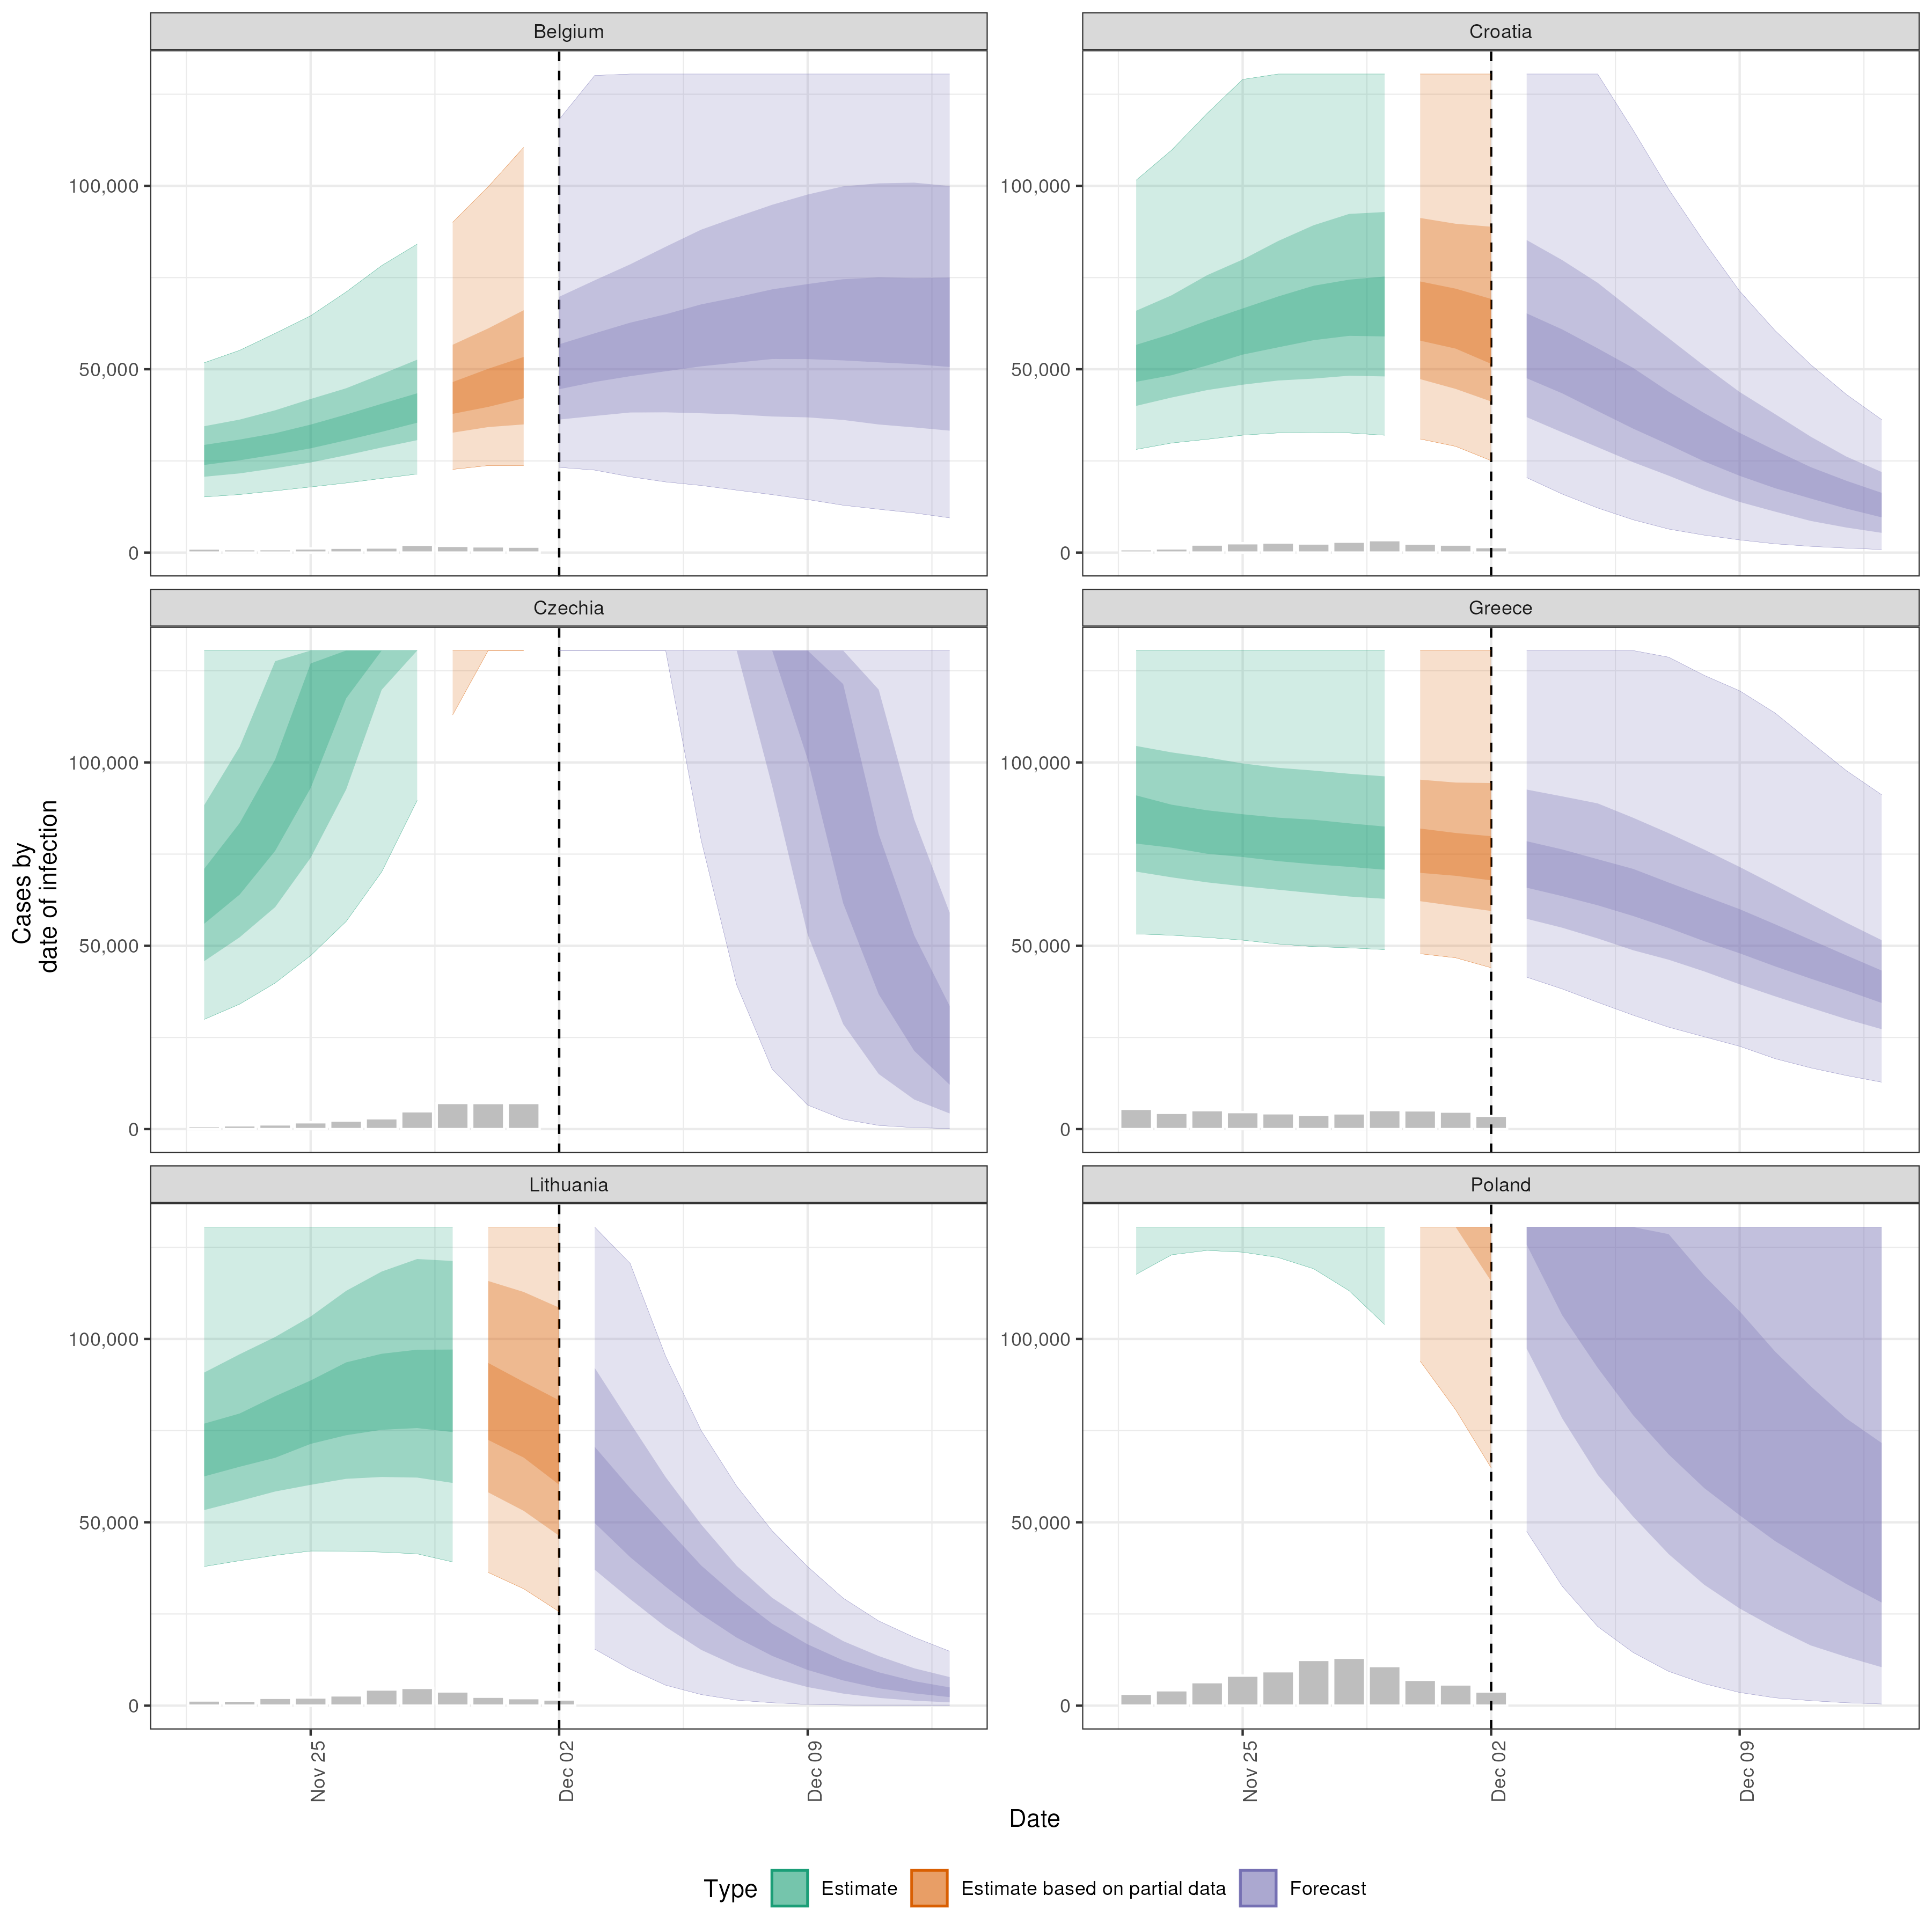 Belgium
Croatia
100,000
50,000
0
100,000
50,000
0
Czechia
Greece
100,000
50,000
0
100,000
50,000
0
Cases by
date of infection
Lithuania
Poland
100,000
50,000
0
100,000
50,000
0
Nov 25
Dec 02
Dec 09
Nov 25
Dec 02
Dec 09
Date
Type
Estimate
Estimate based on partial data
Forecast